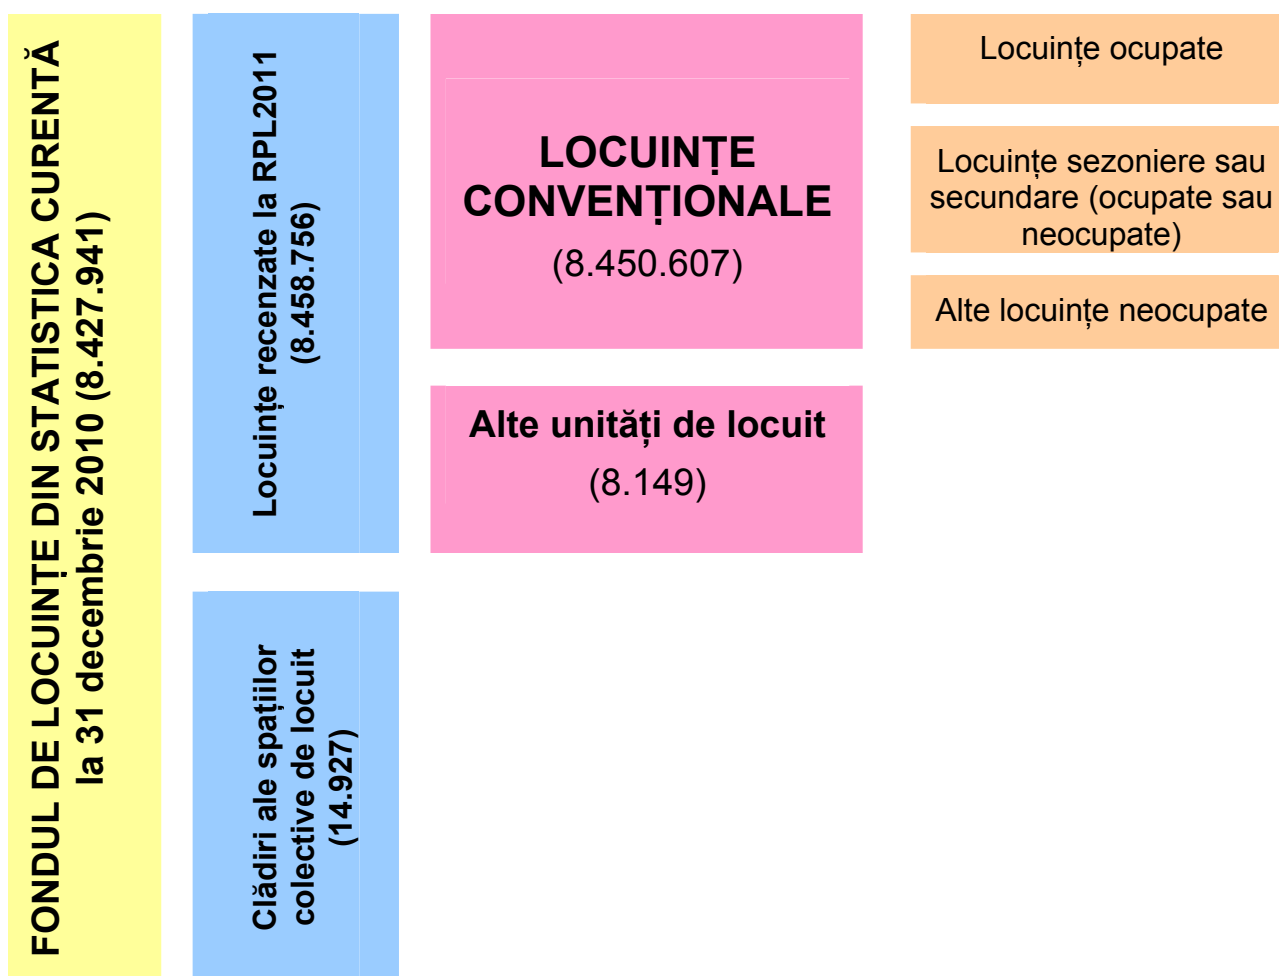 FONDUL DE LOCUINȚE DIN STATISTICA CURENTĂ
la 31 decembrie 2010 (8.427.941)
Locuințe recenzate la RPL2011
(8.458.756)
Clădiri ale spațiilor
colective de locuit
(14.927)
LOCUINȚE
CONVENȚIONALE
(8.450.607)
Alte unități de locuit
(8.149)
Locuințe ocupate
Locuințe sezoniere sau
secundare (ocupate sau
neocupate)
Alte locuințe neocupate